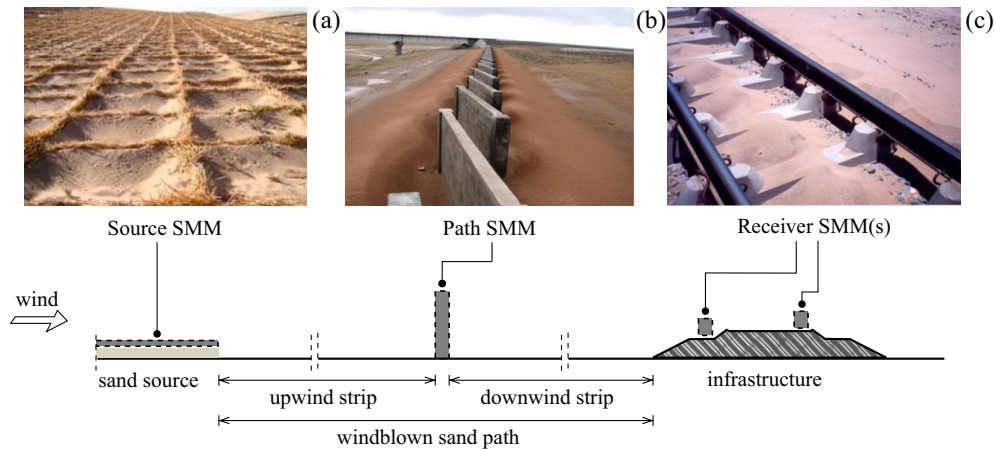 (a)
(b)
(c)
Source SMM
Path SMM
Receiver SMM(s)
wind
sand source
infrastructure
upwind strip
downwind strip
windblown sand path